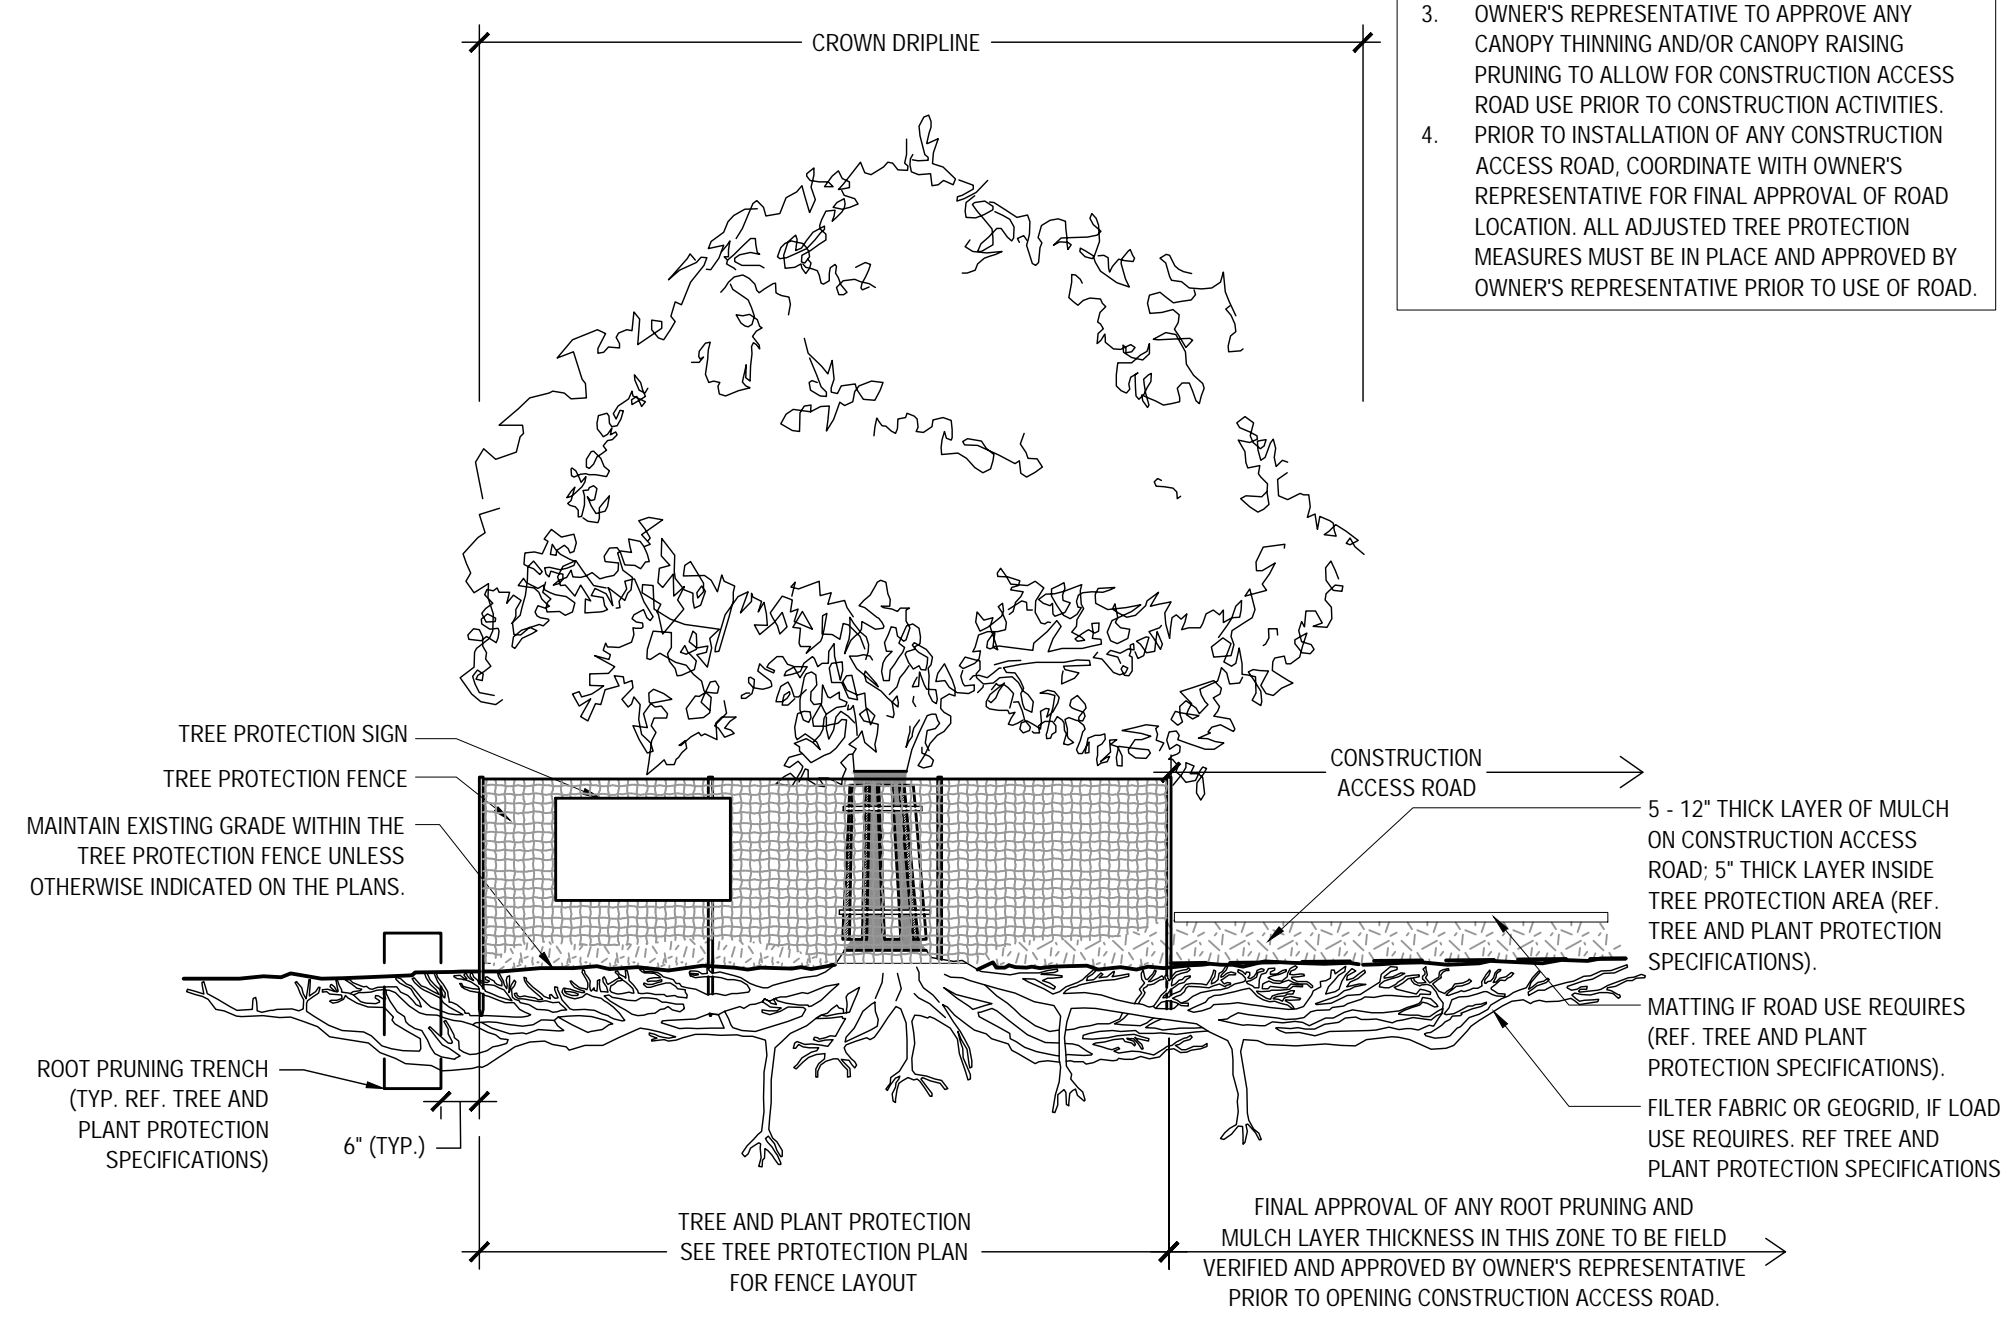 3. OWNER'S REPRESENTATIVE TO APPROVE ANY
CANOPY THINNING AND/OR CANOPY RAISING
PRUNING TO ALLOW FOR CONSTRUCTION ACCESS
ROAD USE PRIOR TO CONSTRUCTION ACTIVITIES.
4. PRIOR TO INSTALLATION OF ANY CONSTRUCTION
ACCESS ROAD, COORDINATE WITH OWNER'S
REPRESENTATIVE FOR FINAL APPROVAL OF ROAD
LOCATION. ALL ADJUSTED TREE PROTECTION
MEASURES MUST BE IN PLACE AND APPROVED BY
OWNER'S REPRESENTATIVE PRIOR TO USE OF ROAD.
CROWN DRIPLINE
TREE PROTECTION SIGN
TREE PROTECTION FENCE
MAINTAIN EXISTING GRADE WITHIN THE
TREE PROTECTION FENCE UNLESS
OTHERWISE INDICATED ON THE PLANS.
ROOT PRUNING TRENCH
(TYP. REF. TREE AND
PLANT PROTECTION
SPECIFICATIONS)
6" (TYP.)
CONSTRUCTION
ACCESS ROAD
5 - 12" THICK LAYER OF MULCH
ON CONSTRUCTION ACCESS
ROAD; 5" THICK LAYER INSIDE
TREE PROTECTION AREA (REF.
TREE AND PLANT PROTECTION
SPECIFICATIONS).
MATTING IF ROAD USE REQUIRES
(REF. TREE AND PLANT
PROTECTION SPECIFICATIONS).
FILTER FABRIC OR GEOGRID, IF LOAD
USE REQUIRES. REF TREE AND
PLANT PROTECTION SPECIFICATIONS
TREE AND PLANT PROTECTION
SEE TREE PRTOTECTION PLAN
FOR FENCE LAYOUT
FINAL APPROVAL OF ANY ROOT PRUNING AND
MULCH LAYER THICKNESS IN THIS ZONE TO BE FIELD
VERIFIED AND APPROVED BY OWNER'S REPRESENTATIVE
PRIOR TO OPENING CONSTRUCTION ACCESS ROAD.